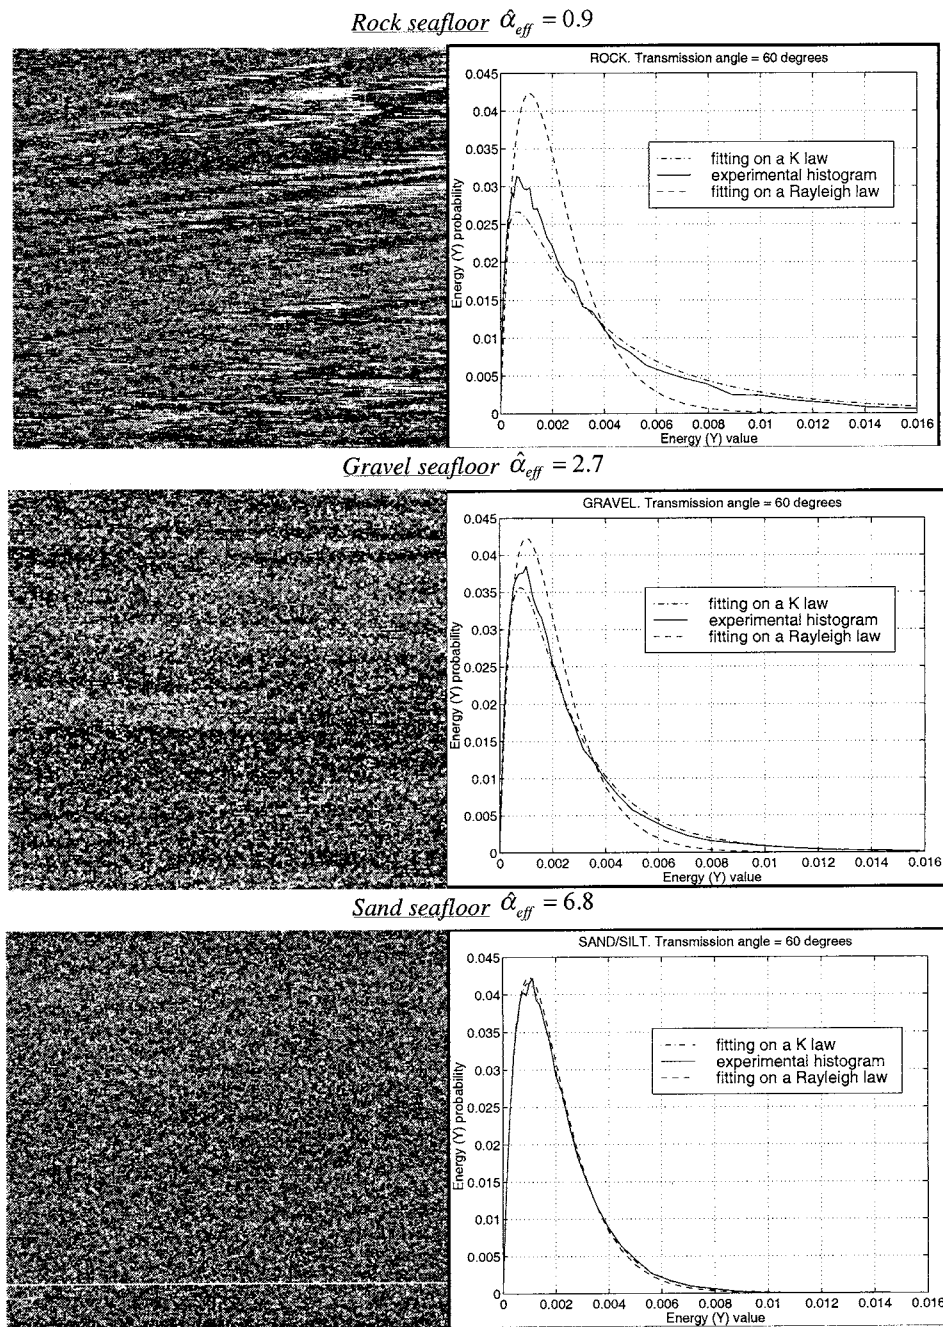 Rock seafloor α̂eff = 0.9
ROCK. Transmission angle = 60 degrees
0.045
0.04
0.035
0.03
0.025
0.02
0.015
0.01
0.005
0
Energy (Y) probability
fitting on a K law
experimental histogram
fitting on a Rayleigh law
0 0.002 0.004 0.006 0.008 0.01 0.012 0.014 0.016
Energy (Y) value
Gravel seafloor α̂eff = 2.7
GRAVEL. Transmission angle = 60 degrees
0.045
0.04
0.035
0.03
0.025
0.02
0.015
0.01
0.005
0
Energy (Y) probability
fitting on a K law
experimental histogram
fitting on a Rayleigh law
0 0.002 0.004 0.006 0.008 0.01 0.012 0.014 0.016
Energy (Y) value
Sand seafloor α̂eff = 6.8
SAND/SILT. Transmission angle = 60 degrees
0.045
0.04
0.035
0.03
0.025
0.02
0.015
0.01
0.005
0
Energy (Y) probability
fitting on a K law
experimental histogram
fitting on a Rayleigh law
0 0.002 0.004 0.006 0.008 0.01 0.012 0.014 0.016
Energy (Y) value